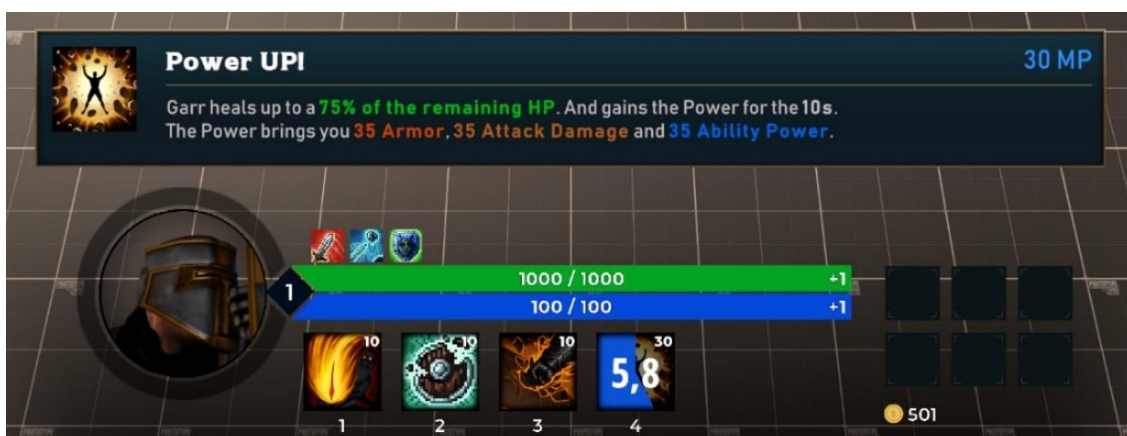 Power UP!
30 MP
Garr heals up to a 75% of the remaining HP. And gains the Power for the 10s.
The Power brings you 35 Armor, 35 Attack Damage and 35 Ability Power.
1
1000 / 1000
+1
100 / 100
+1
10
10
10
30
5,8
1
2
3
4
501